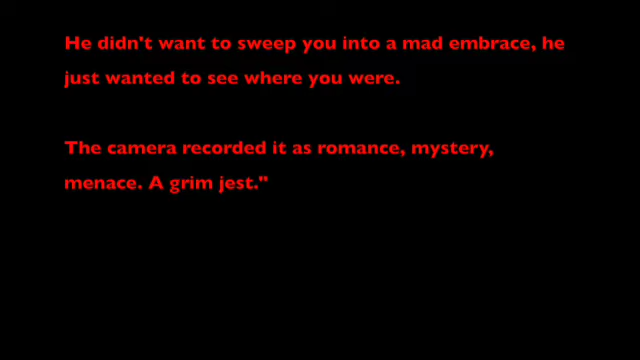 He didn't want to sweep you into a mad embrace, he
just wanted to see where you were.
The camera recorded it as romance, mystery,
menace. A grim jest."